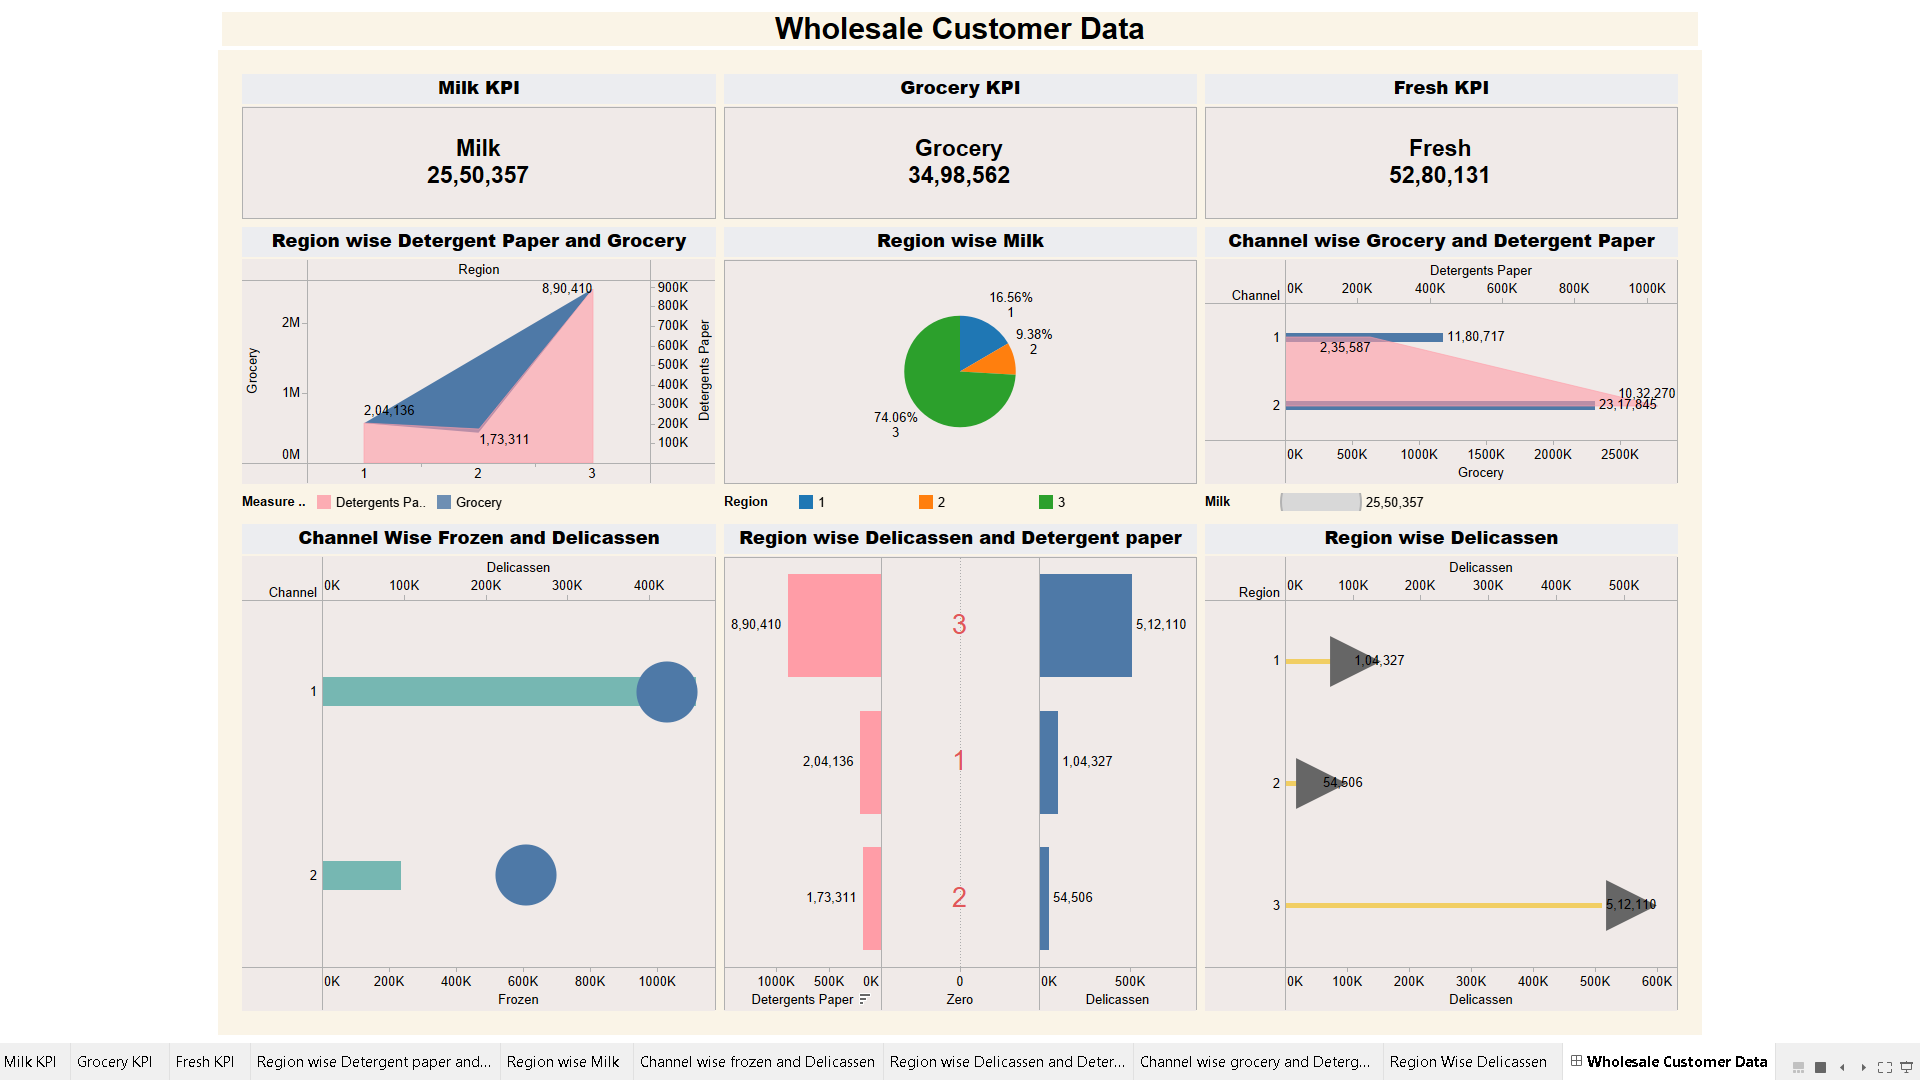 Wholesale Customer Data
Milk KPI
Milk
25,50,357
Grocery KPI
Grocery
34,98,562
Fresh KPI
Fresh
52,80,131
Region wise Detergent Paper and Grocery
Region
8,90,410
2,04,136
1,73,311
2M
1M
0M
Grocery
900K
800K
700K
600K
500K
400K
300K
200K
100K
Detergents Paper
1 2 3
Measure .. Detergents Pa.. Grocery
Region wise Milk
16.56%
1
9.38%
2
74.06%
3
Region 1 2 3
Channel wise Grocery and Detergent Paper
Detergents Paper
Channel 0K 200K 400K 600K 800K 1000K
1 11,80,717
2,35,587
10,32,270
2 23,17,845
0K 500K 1000K 1500K 2000K 2500K
Grocery
Milk 25,50,357
Channel Wise Frozen and Delicassen
Delicassen
Channel 0K 100K 200K 300K 400K
1
2
0K 200K 400K 600K 800K 1000K
Frozen
Region wise Delicassen and Detergent paper
8,90,410 3 5,12,110
2,04,136 1 1,04,327
1,73,311 2 54,506
1000K 500K 0K 0 0K 500K
Detergents Paper Zero Delicassen
Region wise Delicassen
Delicassen
Region 0K 100K 200K 300K 400K 500K
1 1,04,327
2 54,506
3 5,12,110
0K 100K 200K 300K 400K 500K 600K
Delicassen
Milk KPI Grocery KPI Fresh KPI Region wise Detergent paper and... Region wise Milk Channel wise frozen and Delicassen Region wise Delicassen and Deter... Channel wise grocery and Deterg... Region Wise Delicassen Wholesale Customer Data